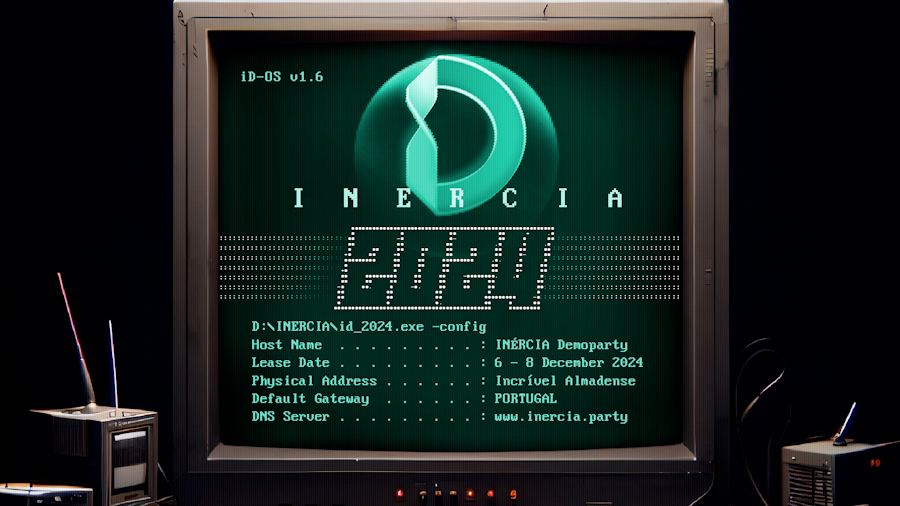 iD-OS v1.6
INERCIA
2024
D:\INERCIA\id_2024.exe -config
Host Name . . . . . . . . . : INÉRCIA Demoparty
Lease Date . . . . . . . . . : 6 - 8 December 2024
Physical Address . . . . . . : Incrível Almadense
Default Gateway . . . . . . : PORTUGAL
DNS Server . . . . . . . . . : www.inercia.party